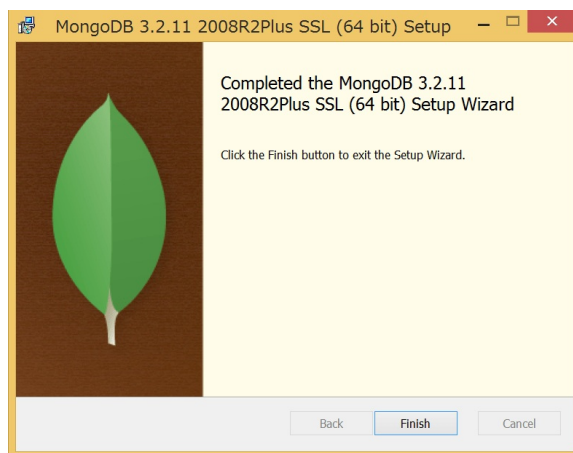 MongoDB 3.2.11 2008R2Plus SSL (64 bit) Setup
Completed the MongoDB 3.2.11
2008R2Plus SSL (64 bit) Setup Wizard
Click the Finish button to exit the Setup Wizard.
Back Finish Cancel